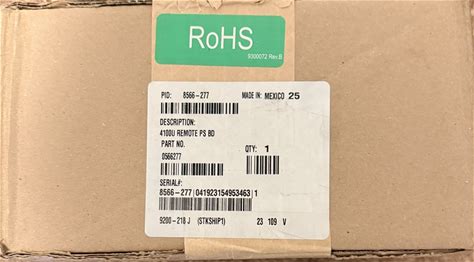 RoHS
9300072 Rev.B
PID: 8566-277 MADE IN: MEXICO 25
DESCRIPTION:
4100U REMOTE PS BD
PART NO. QTY: 1
0566277
SERIAL#:
8566-277|041923154953463|1
9200-218 J (STKSHIP1) 23 109 V